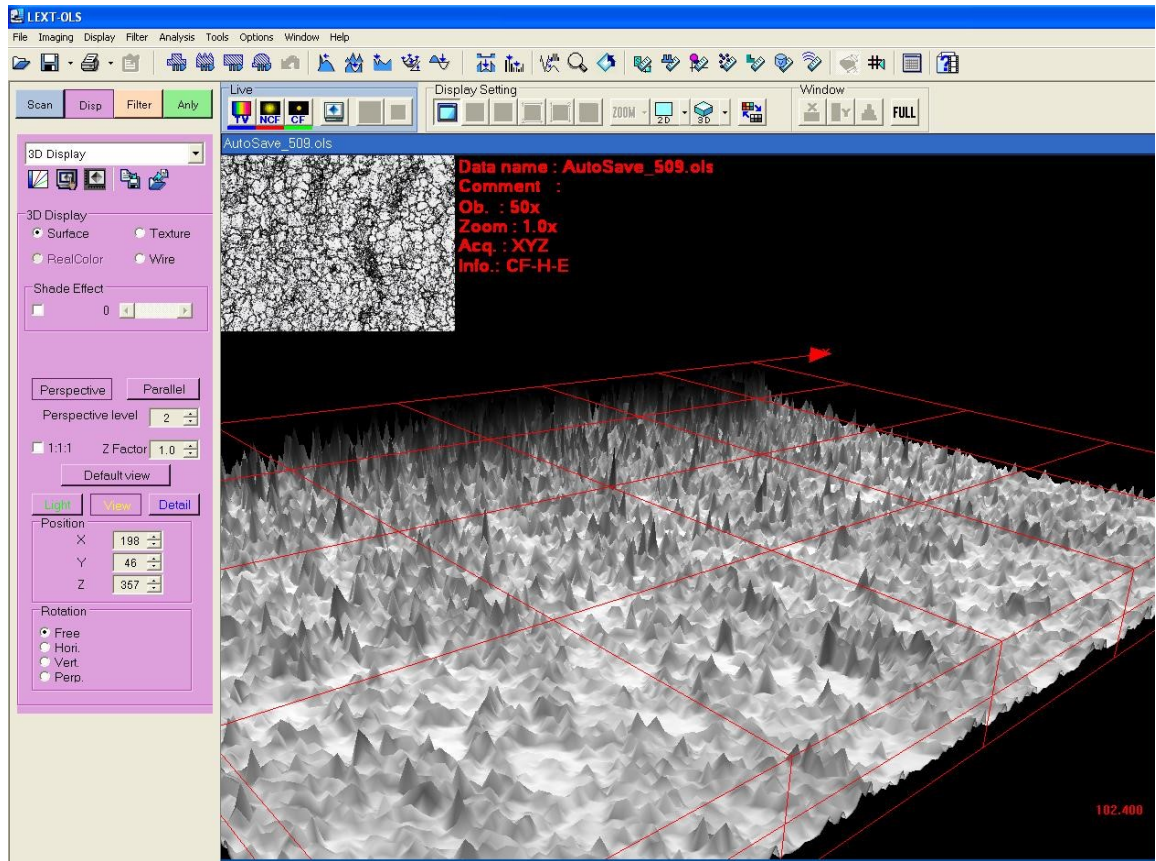 LEXT-OLS
File Imaging Display Filter Analysis Tools Options Window Help
Scan Disp Filter Anly
Live
TV NCF CF
Display Setting
ZOOM 2D 3D
Window
FULL
3D Display
3D Display
Surface Texture
RealColor Wire
Shade Effect
0
Perspective Parallel
Perspective level 2
1:1:1 Z Factor 1.0
Default view
Light View Detail
Position
X 198
Y 46
Z 357
Rotation
Free
Hori.
Vert.
Perp.
AutoSave_509.ols
Data name : AutoSave_509.ols
Comment :
Ob. : 50x
Zoom : 1.0x
Acq. : XYZ
Info.: CF-H-E
102.400